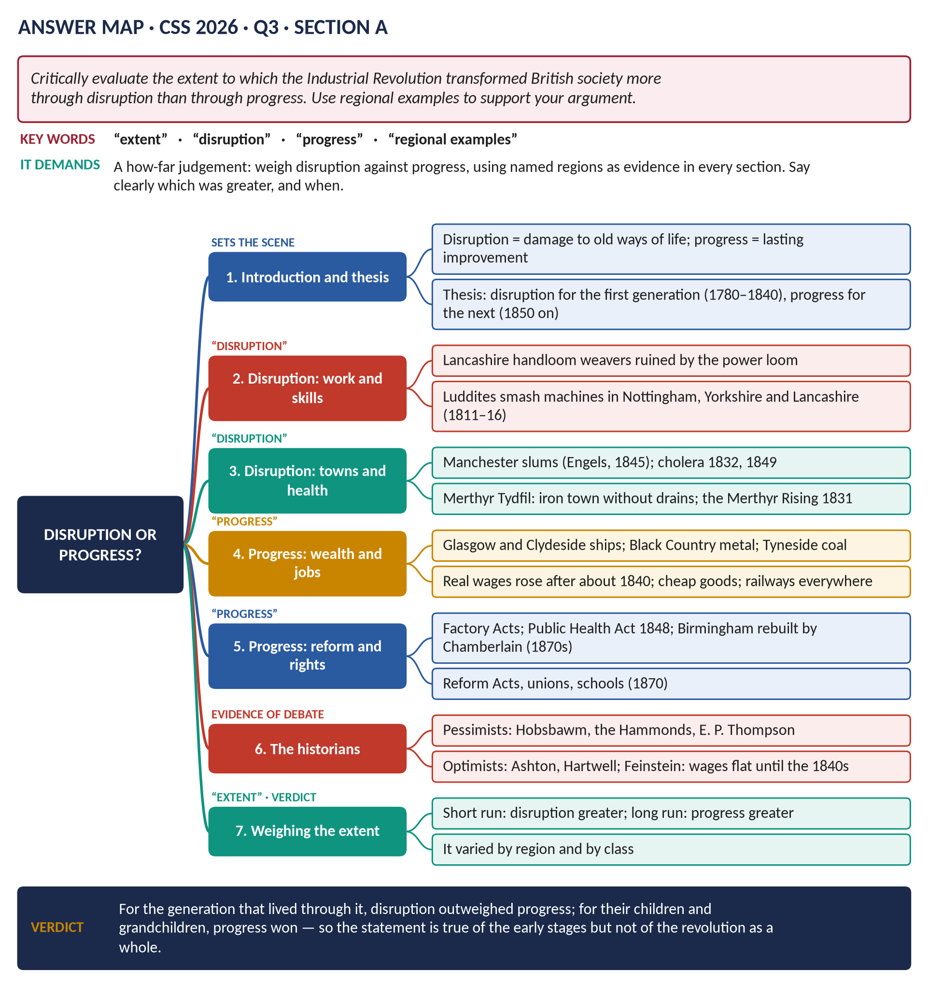 ANSWER MAP · CSS 2026 · Q3 · SECTION A
Critically evaluate the extent to which the Industrial Revolution transformed British society more
through disruption than through progress. Use regional examples to support your argument.
KEY WORDS “extent” · “disruption” · “progress” · “regional examples”
IT DEMANDS A how-far judgement: weigh disruption against progress, using named regions as evidence in every section. Say
clearly which was greater, and when.
DISRUPTION OR
PROGRESS?
SETS THE SCENE
1. Introduction and thesis
Disruption = damage to old ways of life; progress = lasting
improvement
Thesis: disruption for the first generation (1780–1840), progress for
the next (1850 on)
“DISRUPTION”
2. Disruption: work and
skills
Lancashire handloom weavers ruined by the power loom
Luddites smash machines in Nottingham, Yorkshire and Lancashire
(1811–16)
“DISRUPTION”
3. Disruption: towns and
health
Manchester slums (Engels, 1845); cholera 1832, 1849
Merthyr Tydfil: iron town without drains; the Merthyr Rising 1831
“PROGRESS”
4. Progress: wealth and
jobs
Glasgow and Clydeside ships; Black Country metal; Tyneside coal
Real wages rose after about 1840; cheap goods; railways everywhere
“PROGRESS”
5. Progress: reform and
rights
Factory Acts; Public Health Act 1848; Birmingham rebuilt by
Chamberlain (1870s)
Reform Acts, unions, schools (1870)
EVIDENCE OF DEBATE
6. The historians
Pessimists: Hobsbawm, the Hammonds, E. P. Thompson
Optimists: Ashton, Hartwell; Feinstein: wages flat until the 1840s
“EXTENT” · VERDICT
7. Weighing the extent
Short run: disruption greater; long run: progress greater
It varied by region and by class
VERDICT
For the generation that lived through it, disruption outweighed progress; for their children and
grandchildren, progress won — so the statement is true of the early stages but not of the revolution as a
whole.